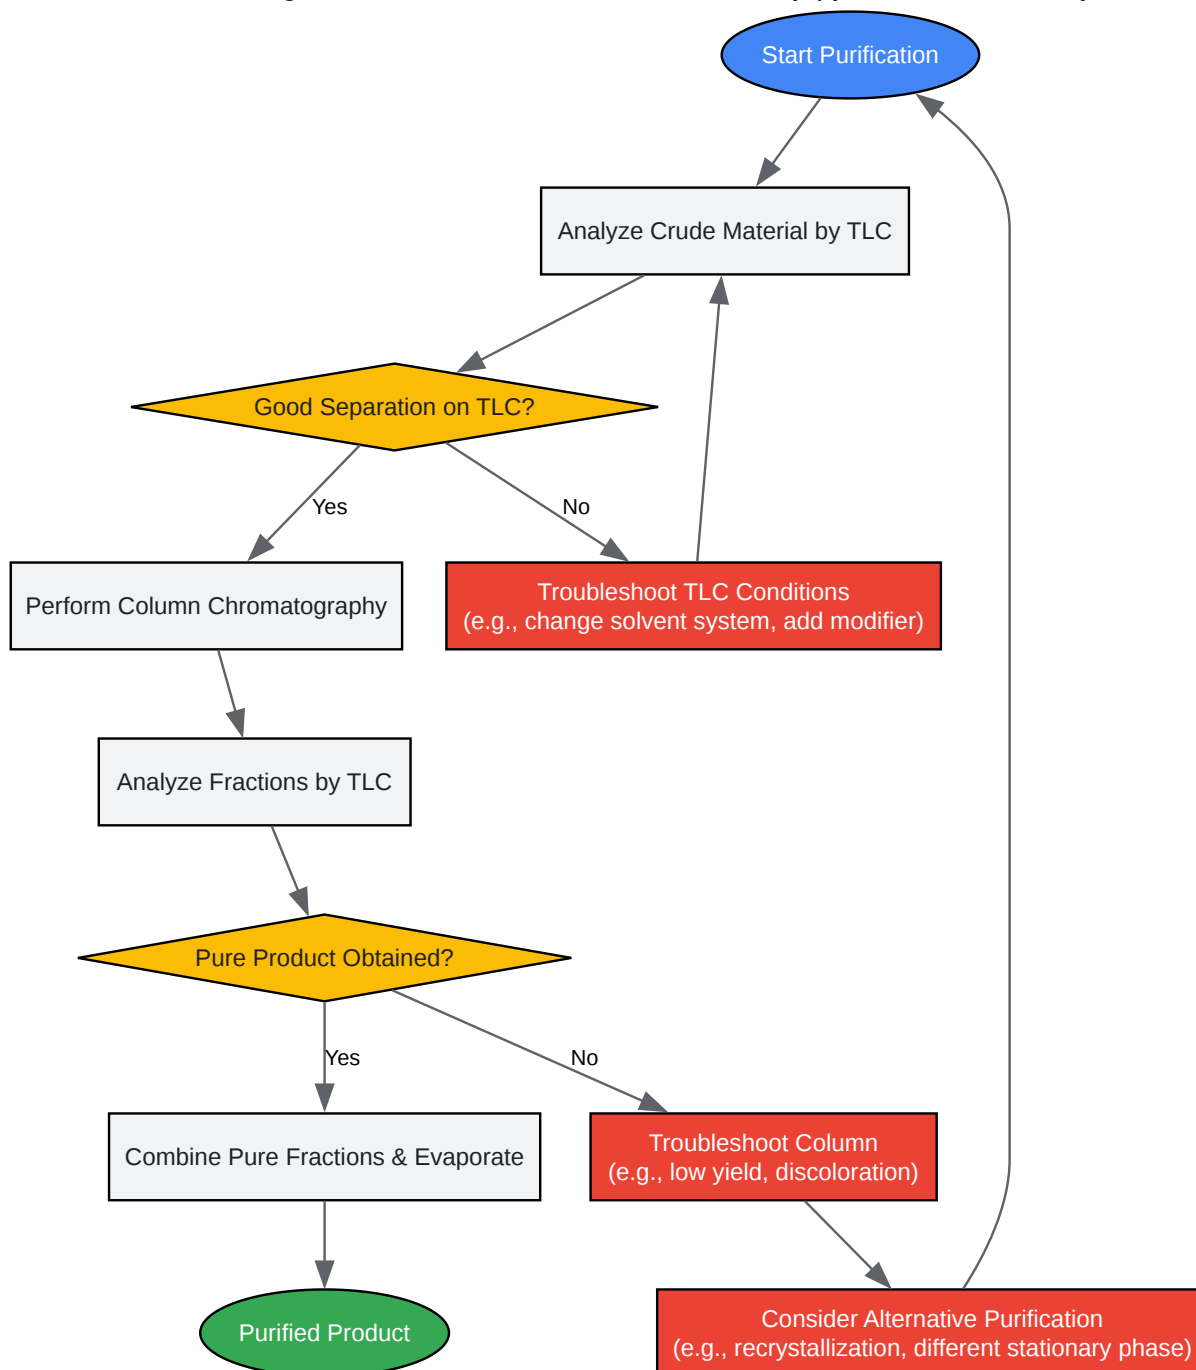 Start Purification
Analyze Crude Material by TLC
Good Separation on TLC?
Yes
No
Perform Column Chromatography
Troubleshoot TLC Conditions
(e.g., change solvent system, add modifier)
Analyze Fractions by TLC
Pure Product Obtained?
Yes
No
Combine Pure Fractions & Evaporate
Troubleshoot Column
(e.g., low yield, discoloration)
Purified Product
Consider Alternative Purification
(e.g., recrystallization, different stationary phase)